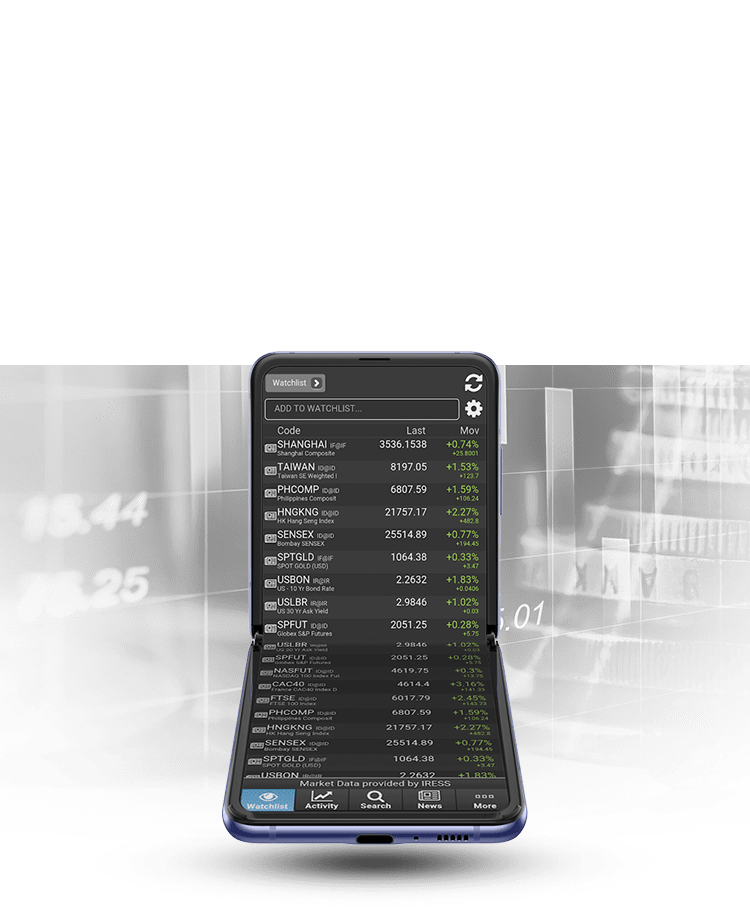 Watchlist
ADD TO WATCHLIST...
Code Last Mov
SHANGHAI IF@IF 3536.1538 +0.74%
Shanghai Composite +25.8001
TAIWAN ID@ID 8197.05 +1.53%
Taiwan SE Weighted I +123.7
PHCOMP ID@ID 6807.59 +1.59%
Philippines Composit +106.24
HNGKNG ID@ID 21757.17 +2.27%
HK Hang Seng Index +482.8
SENSEX ID@ID 25514.89 +0.77%
Bombay SENSEX +194.45
SPTGLD IF@IF 1064.38 +0.33%
SPOT GOLD (USD) +3.47
USBON IR@IR 2.2632 +1.83%
US - 10 Yr Bond Rate +0.0406
USLBR IR@IR 2.9846 +1.02%
US 30 Yr Ask Yield +0.03
SPFUT ID@ID 2051.25 +0.28%
Globex S&P Futures +5.75
USLBR IR@IR 2.9846 +1.02%
US 30 Yr Ask Yield +0.03
SPFUT ID@ID 2051.25 +0.28%
Globex S&P Futures +5.75
NASFUT ID@ID 4619.75 +0.3%
NASDAQ 100 Index Fut +13.75
CAC40 ID@ID 4614.4 +3.16%
France CAC40 Index D +141.33
FTSE ID@ID 6017.79 +2.45%
FTSE 100 Index +143.73
PHCOMP ID@ID 6807.59 +1.59%
Philippines Composit +106.24
HNGKNG ID@ID 21757.17 +2.27%
HK Hang Seng Index +482.8
SENSEX ID@ID 25514.89 +0.77%
Bombay SENSEX +194.45
SPTGLD IF@IF 1064.38 +0.33%
SPOT GOLD (USD) +3.47
USBON IR@IR 2.2632 +1.83%
Market Data provided by IRESS
Watchlist Activity Search News More
5.44
.25
5.01